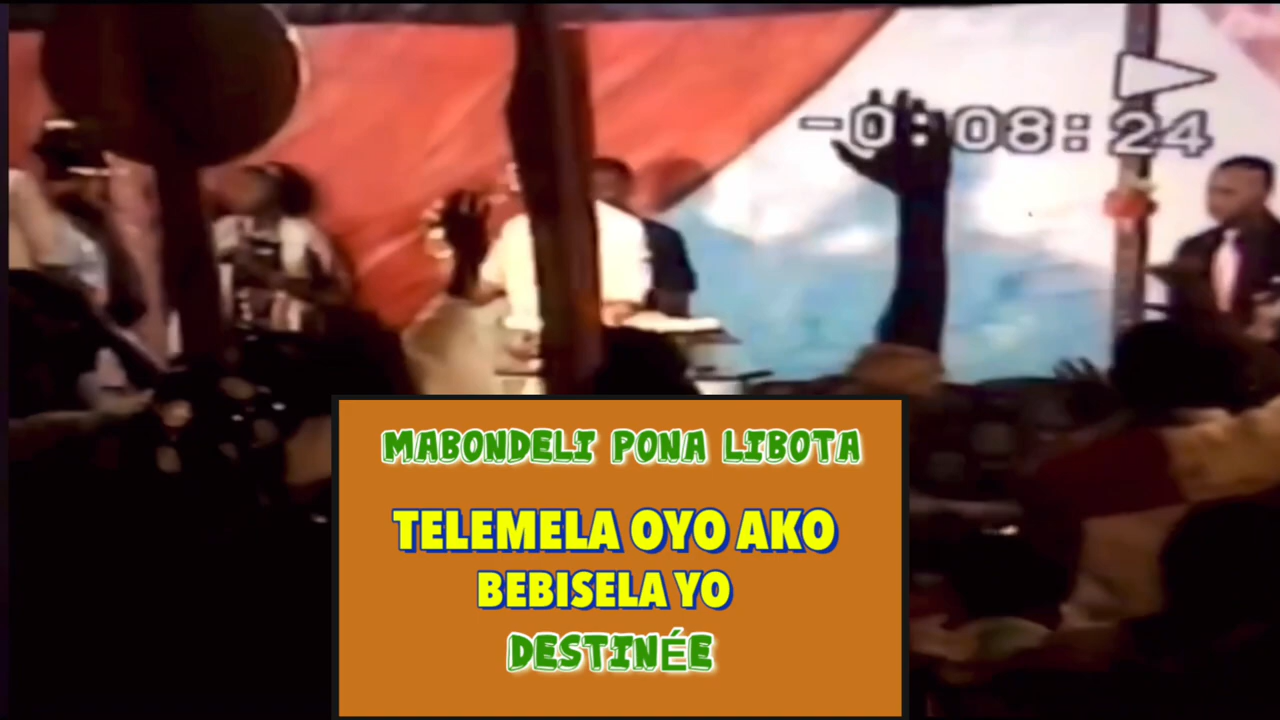 -0:08:24
MABONDELI PONA LIBOTA
TELEMELA OYO AKO
BEBISELA YO
DESTINÉE